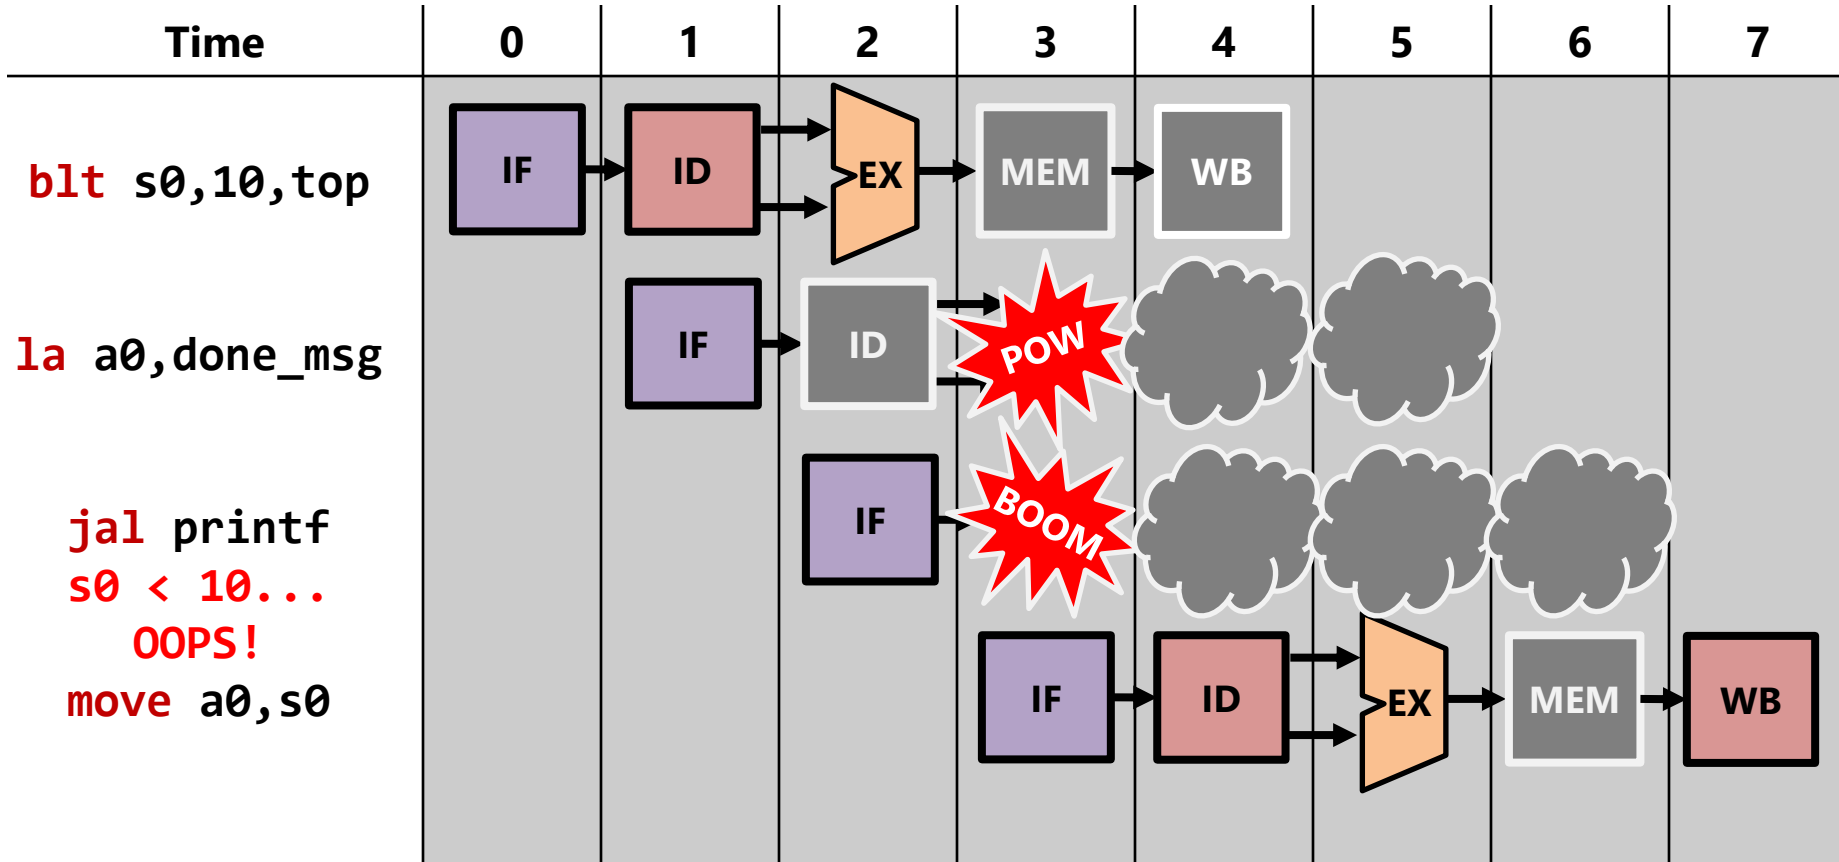 Time 0 1 2 3 4 5 6 7
blt s0,10,top IF ID EX MEM WB
la a0,done_msg IF ID POW
jal printf IF BOOM
s0 < 10...
OOPS!
move a0,s0 IF ID EX MEM WB